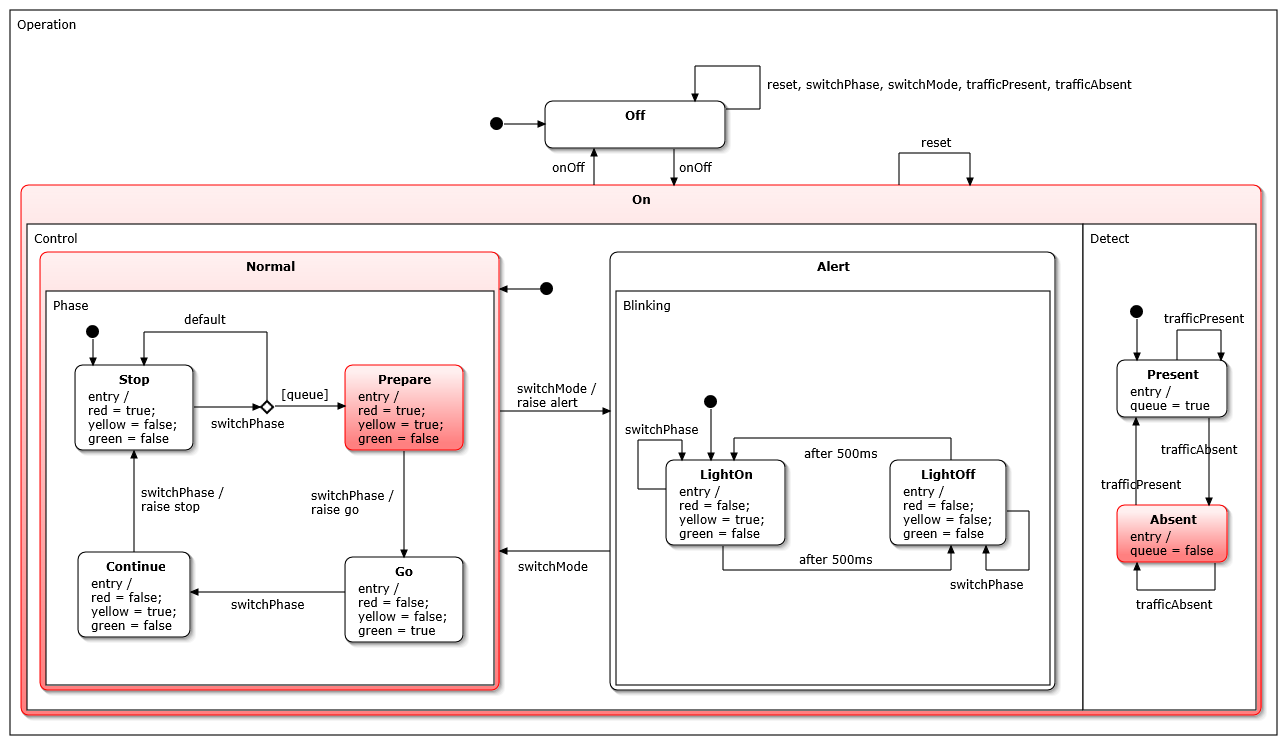 Operation
reset, switchPhase, switchMode, trafficPresent, trafficAbsent
Off
onOff
onOff
reset
On
Control
Detect
Normal
Alert
Phase
Blinking
default
Stop
entry /
red = true;
yellow = false;
green = false
switchPhase
[queue]
Prepare
entry /
red = true;
yellow = true;
green = false
switchMode /
raise alert
switchPhase /
raise stop
switchPhase /
raise go
Continue
entry /
red = false;
yellow = true;
green = false
switchPhase
Go
entry /
red = false;
yellow = false;
green = true
switchMode
switchPhase
LightOn
entry /
red = false;
yellow = true;
green = false
after 500ms
LightOff
entry /
red = false;
yellow = false;
green = false
after 500ms
switchPhase
trafficPresent
Present
entry /
queue = true
trafficAbsent
trafficPresent
Absent
entry /
queue = false
trafficAbsent